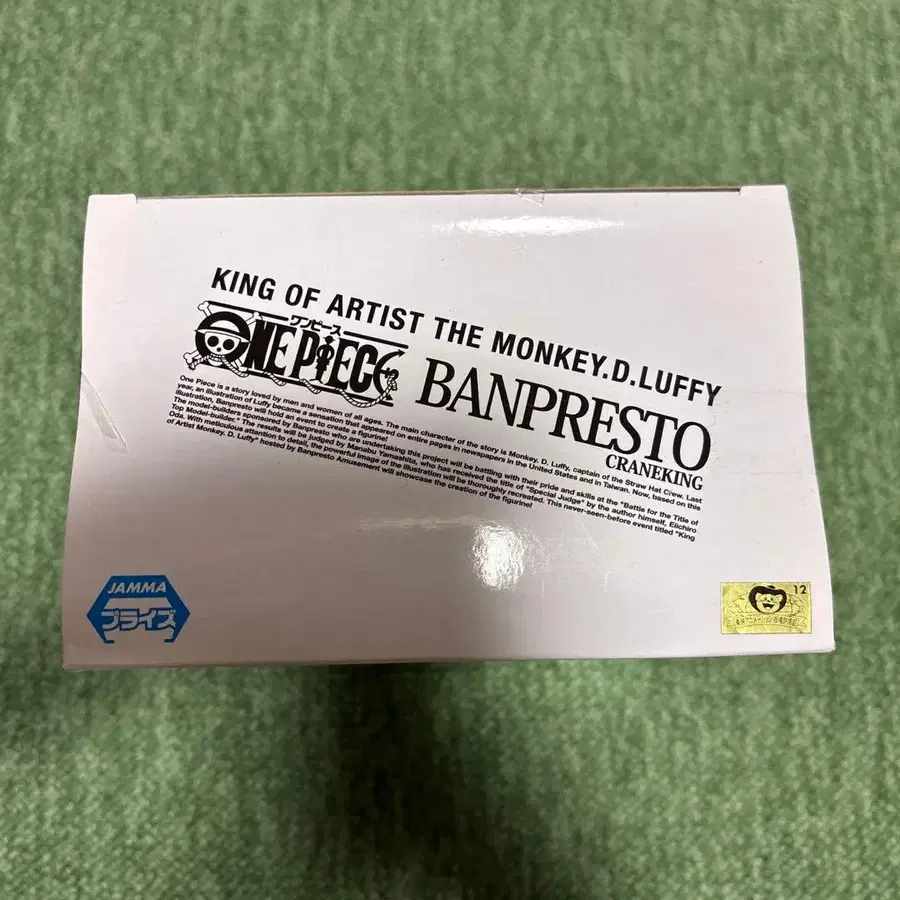 KING OF ARTIST THE MONKEY.D.LUFFY
ワンピース
ONE PIECE
BANPRESTO
CRANEKING
One Piece is a story loved by men and women of all ages. The main character of the story is Monkey. D. Luffy, captain of the Straw Hat Crew. Last
year, an illustration of Luffy became a sensation that appeared on entire pages in newspapers in the United States and in Taiwan. Now, based on this
illustration, Banpresto will hold an event to create a figurine!
The model-builders sponsored by Banpresto who are undertaking this project will be battling with their pride and skills at the "Battle for the Title of
Top Model-builder." The results will be judged by Manabu Yamashita, who has received the title of "Special Judge" by the author himself, Eiichiro
Oda. With meticulous attention to detail, the powerful image of the illustration will be thoroughly recreated. This never-seen-before event titled "King
of Artist Monkey. D. Luffy" hosted by Banpresto Amusement will showcase the creation of the figurine!
JAMMA
プライズ
12